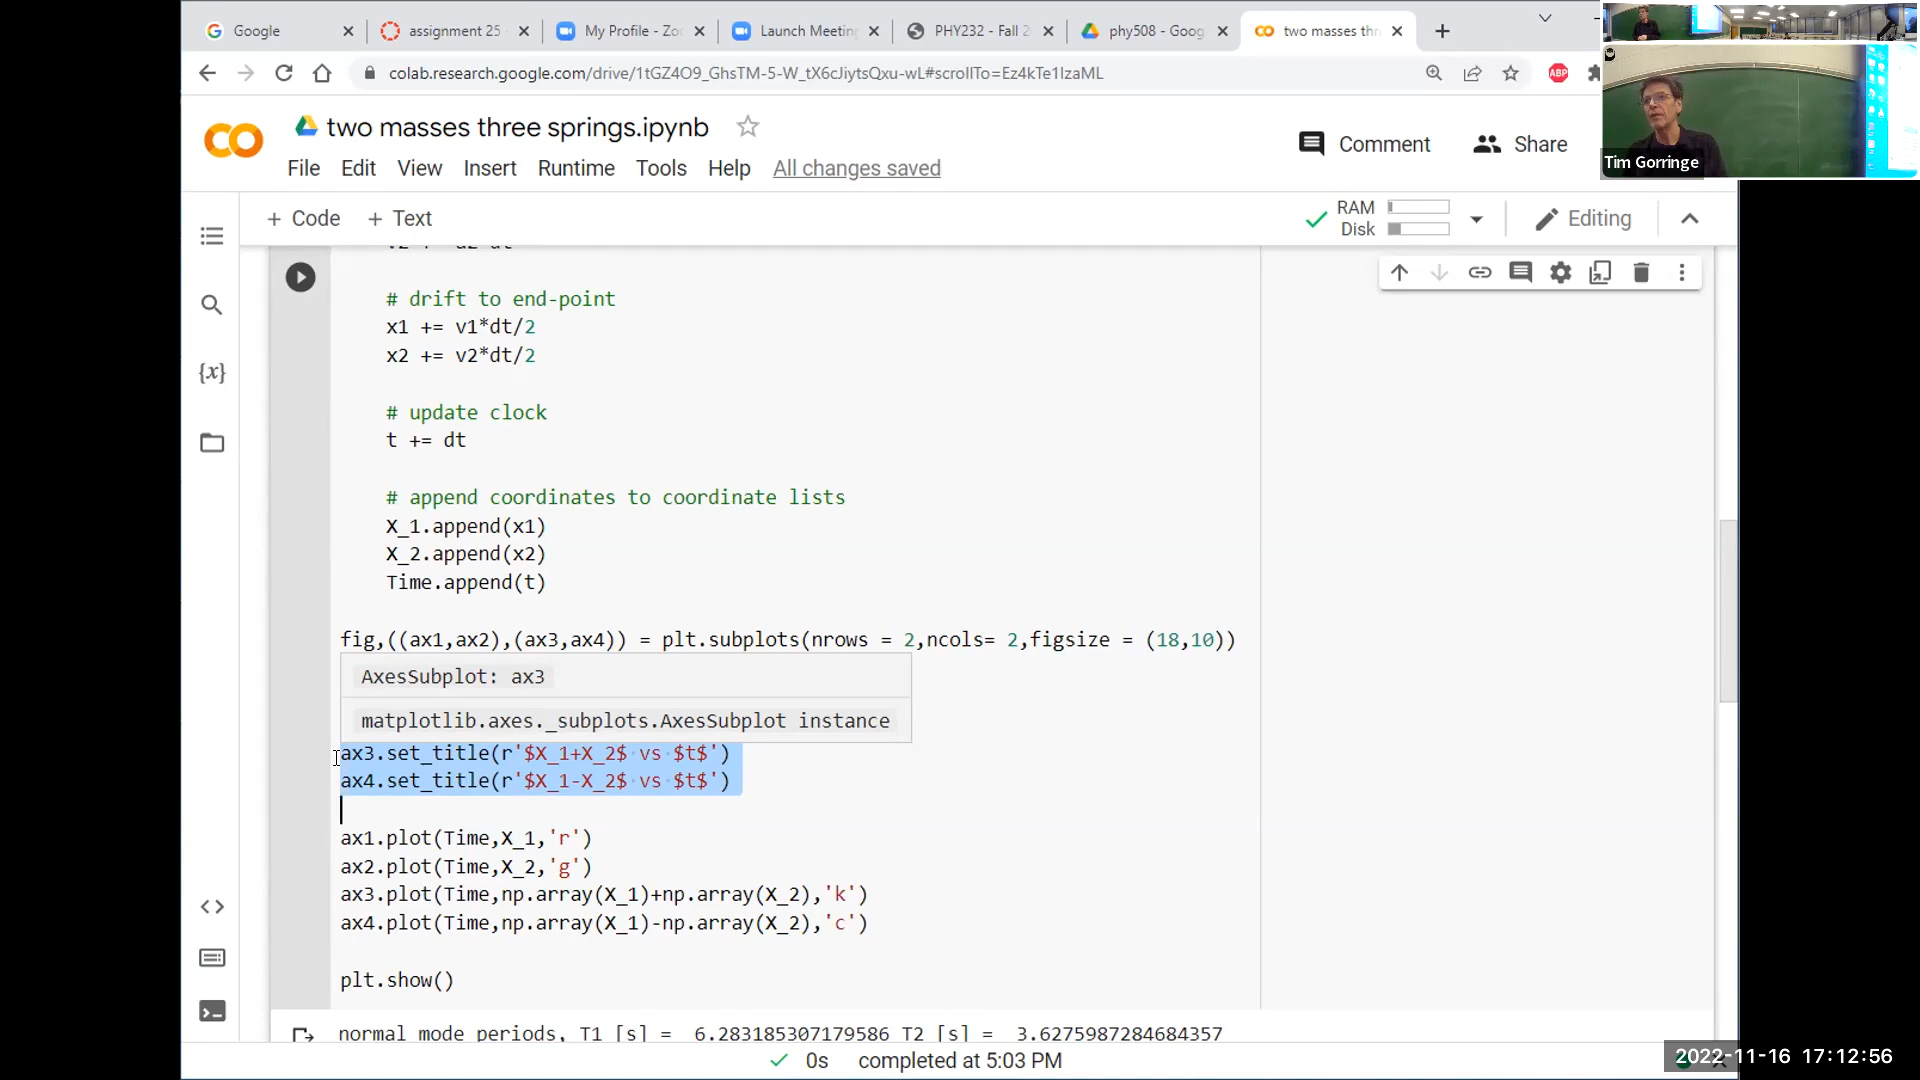 Google
assignment 25
My Profile - Zo
Launch Meetin
PHY232 - Fall 2
phy508 - Goog
two masses thr
colab.research.google.com/drive/1tGZ4O9_GhsTM-5-W_tX6cJiytsQxu-wL#scrollTo=Ez4kTe1IzaML
ABP
Tim Gorringe
two masses three springs.ipynb
File Edit View Insert Runtime Tools Help All changes saved
Comment
Share
+ Code + Text
RAM
Disk
Editing
{x}
# drift to end-point
x1 += v1*dt/2
x2 += v2*dt/2
# update clock
t += dt
# append coordinates to coordinate lists
X_1.append(x1)
X_2.append(x2)
Time.append(t)
fig,((ax1,ax2),(ax3,ax4)) = plt.subplots(nrows = 2,ncols= 2,figsize = (18,10))
AxesSubplot: ax3
matplotlib.axes._subplots.AxesSubplot instance
ax3.set_title(r'$X_1+X_2$ vs $t$')
ax4.set_title(r'$X_1-X_2$ vs $t$')
ax1.plot(Time,X_1,'r')
ax2.plot(Time,X_2,'g')
ax3.plot(Time,np.array(X_1)+np.array(X_2),'k')
ax4.plot(Time,np.array(X_1)-np.array(X_2),'c')
plt.show()
normal mode periods, T1 [s] = 6.283185307179586 T2 [s] = 3.6275987284684357
0s completed at 5:03 PM
2022-11-16 17:12:56